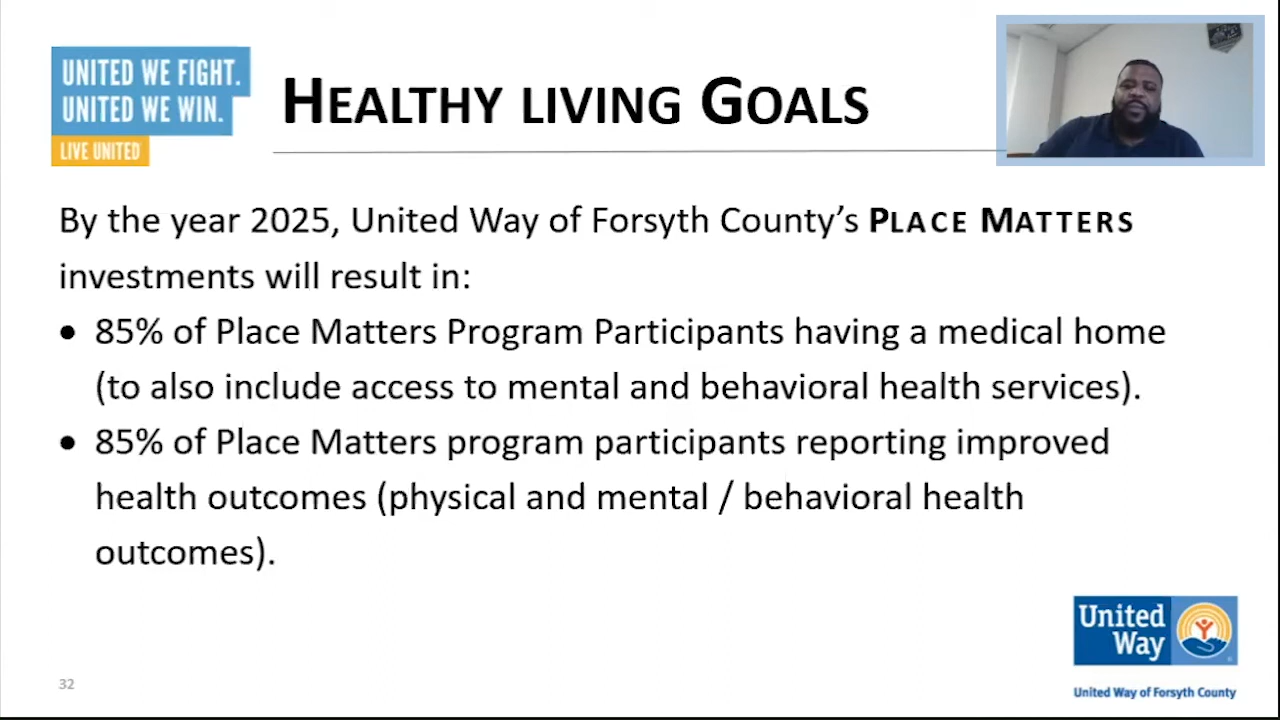 UNITED WE FIGHT.
UNITED WE WIN.
LIVE UNITED
HEALTHY LIVING GOALS
By the year 2025, United Way of Forsyth County’s PLACE MATTERS
investments will result in:
• 85% of Place Matters Program Participants having a medical home
(to also include access to mental and behavioral health services).
• 85% of Place Matters program participants reporting improved
health outcomes (physical and mental / behavioral health
outcomes).
United
Way
United Way of Forsyth County
32